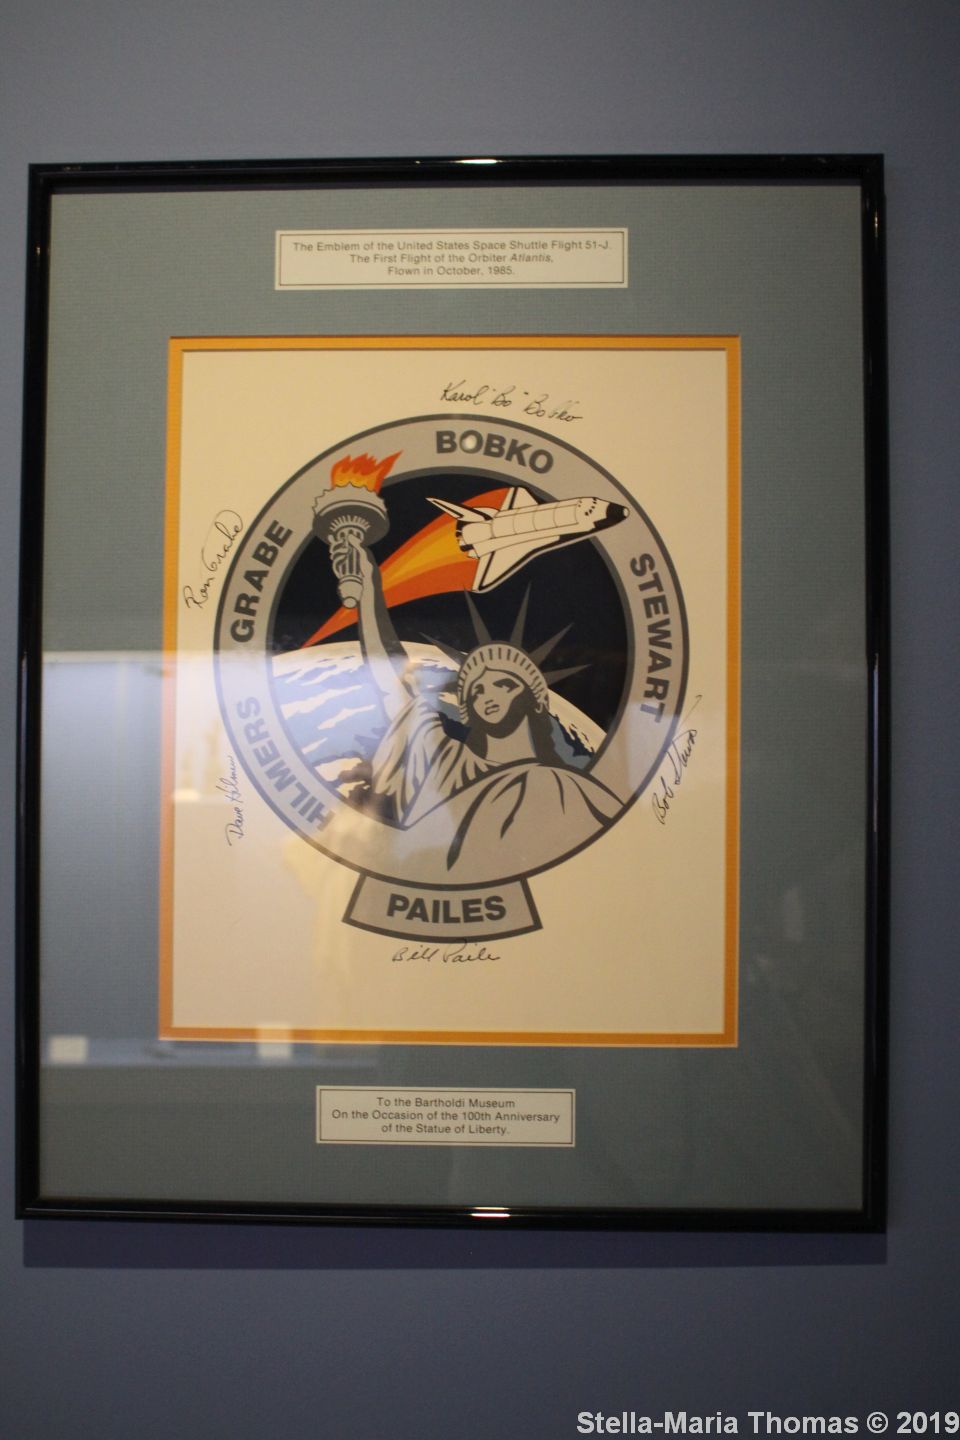 The Emblem of the United States Space Shuttle Flight 51-J.
The First Flight of the Orbiter Atlantis,
Flown in October, 1985.
Karol "Bo" Bobko
BOBKO
Ron Grabe
GRABE
STEWART
HILMERS
Dave Hilmers
Bob Stewart
PAILES
Bill Pailes
To the Bartholdi Museum
On the Occasion of the 100th Anniversary
of the Statue of Liberty.
Stella-Maria Thomas © 2019